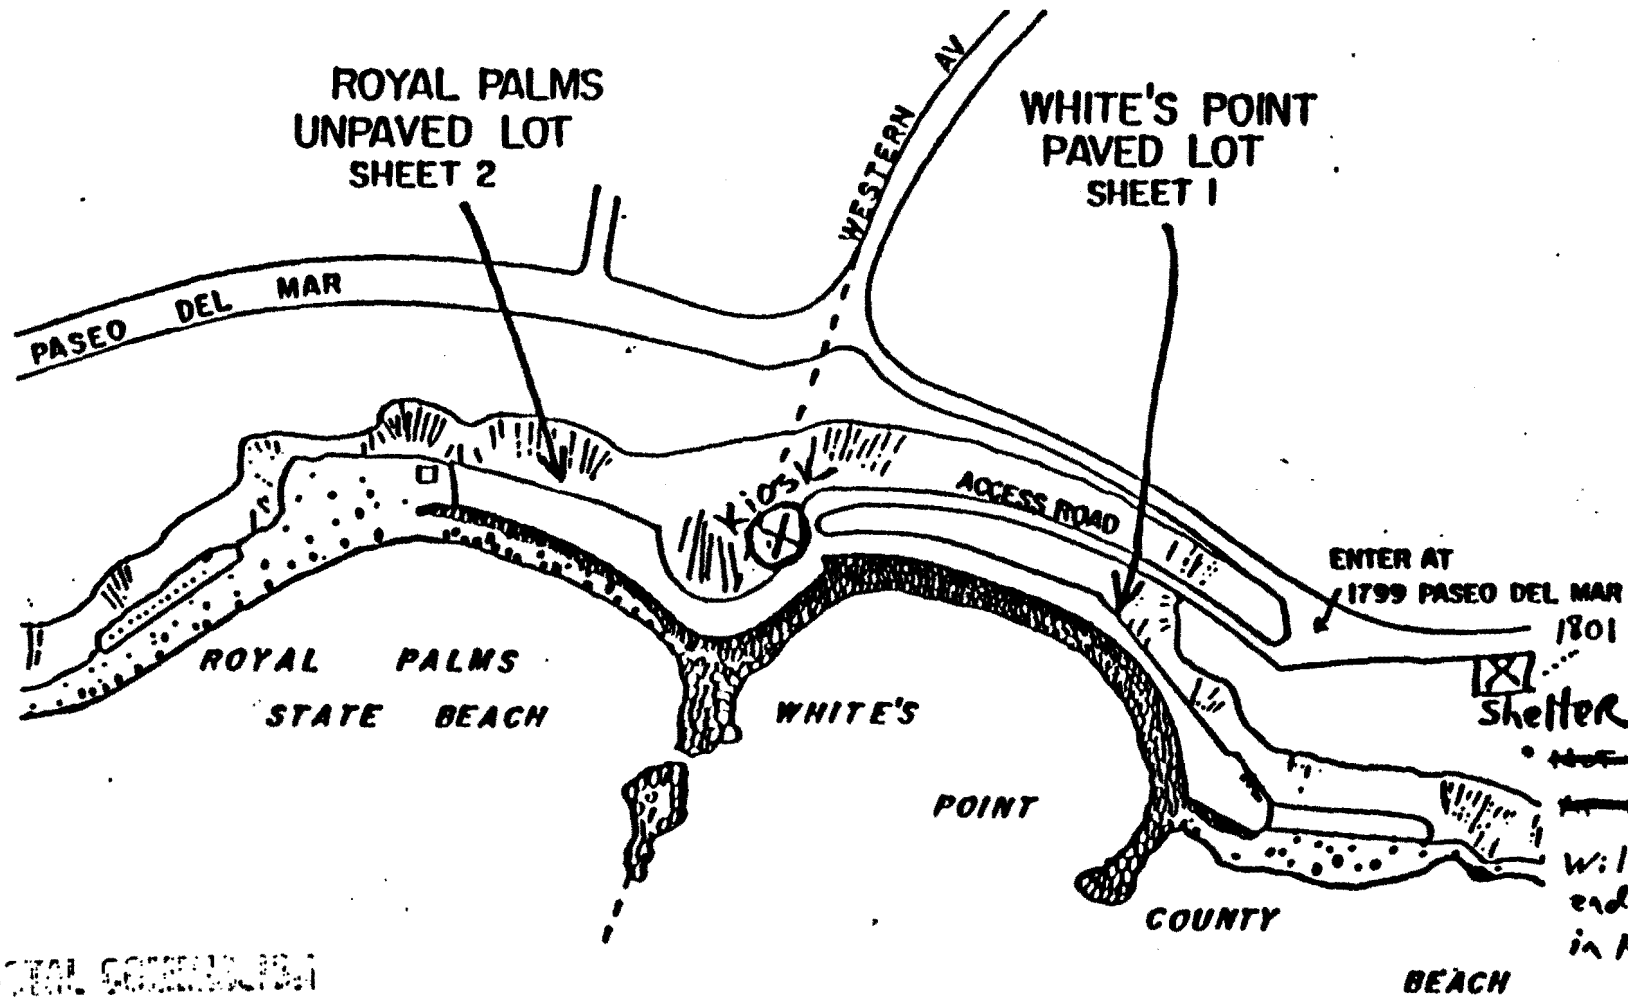 ROYAL PALMS
UNPAVED LOT
SHEET 2
WESTERN AV
WHITE'S POINT
PAVED LOT
SHEET 1
PASEO DEL MAR
Kiosk
ACCESS ROAD
ENTER AT
1799 PASEO DEL MAR
1801
Shelter
ROYAL PALMS
STATE BEACH
WHITE'S
POINT
COUNTY
BEACH
in